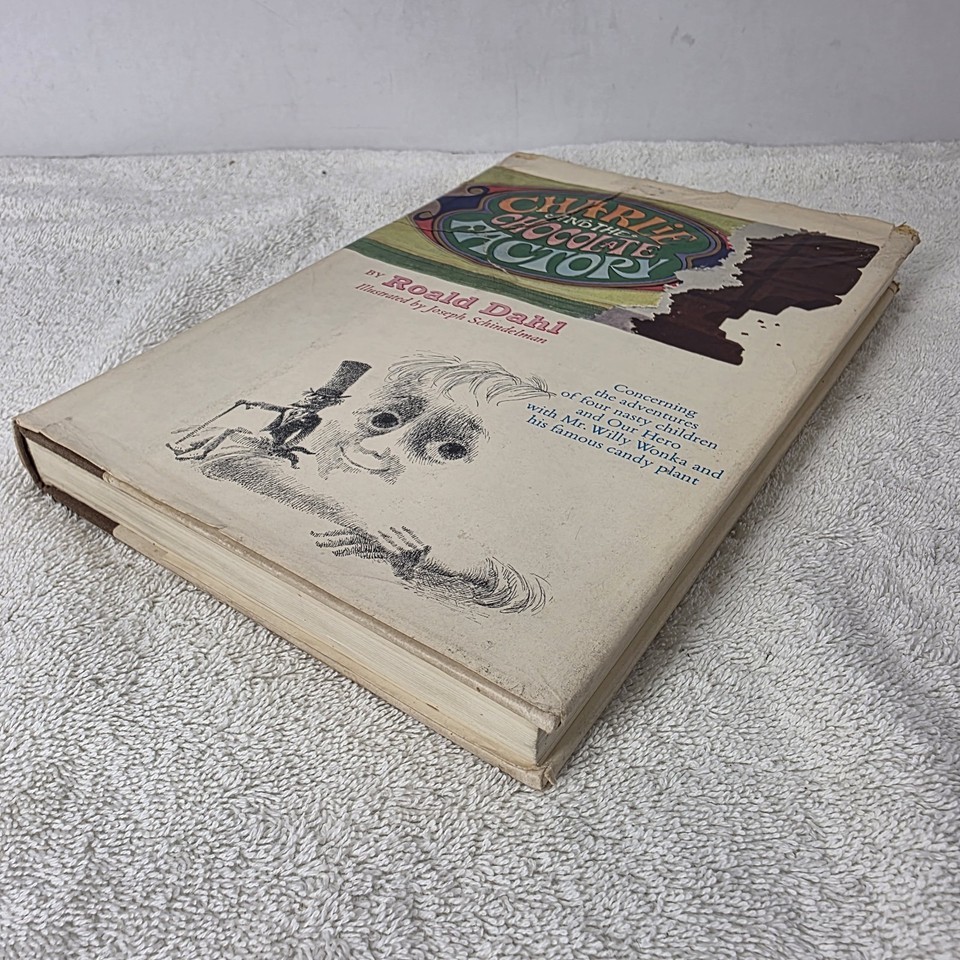 CHARLIE
AND THE
CHOCOLATE
FACTORY
BY Roald Dahl
Illustrated by Joseph Schindelman
Concerning
the adventures
of four nasty children
and Our Hero
with Mr. Willy Wonka and
his famous candy plant